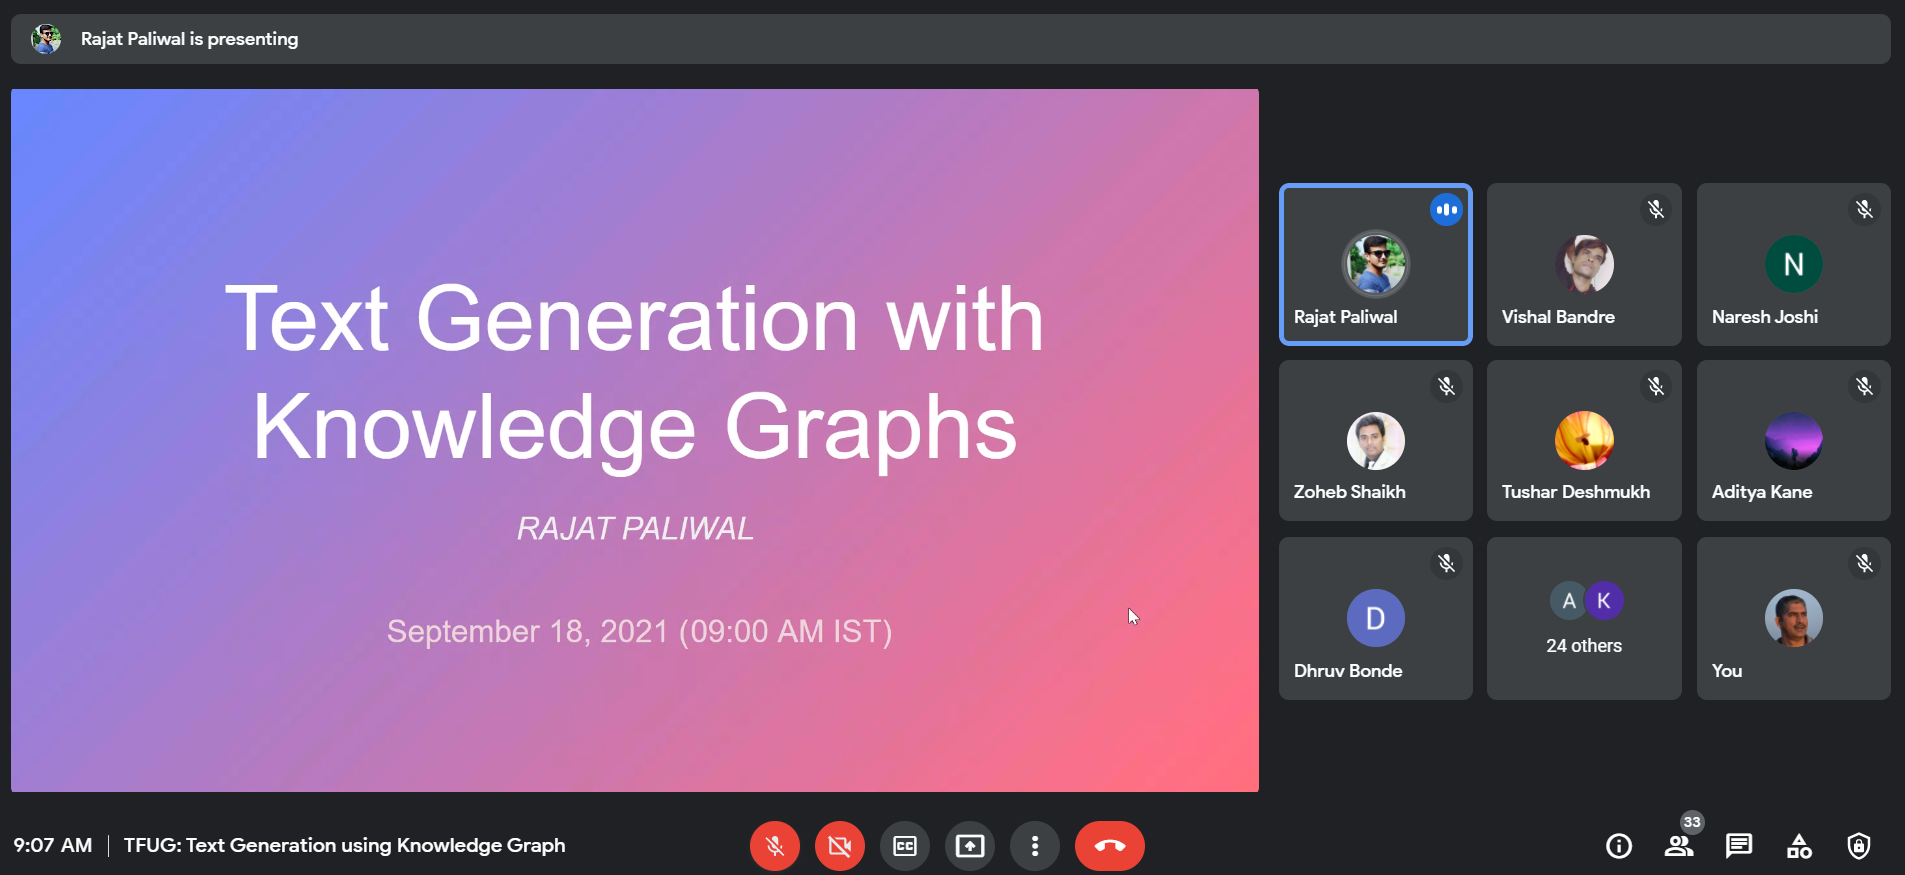 Rajat Paliwal is presenting
Text Generation with
Knowledge Graphs
RAJAT PALIWAL
September 18, 2021 (09:00 AM IST)
Rajat Paliwal
Vishal Bandre
N
Naresh Joshi
Zoheb Shaikh
Tushar Deshmukh
Aditya Kane
D
Dhruv Bonde
A K
24 others
You
9:07 AM | TFUG: Text Generation using Knowledge Graph
CC
33